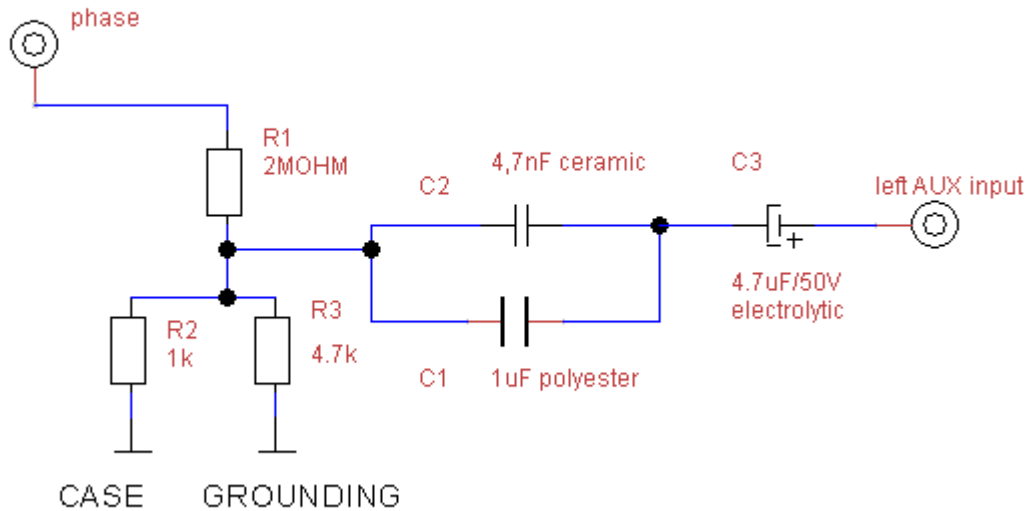 phase
R1
2MOHM
C2
4,7nF ceramic
C3
left AUX input
4.7uF/50V
electrolytic
R2
1k
R3
4.7k
C1
1uF polyester
CASE
GROUNDING